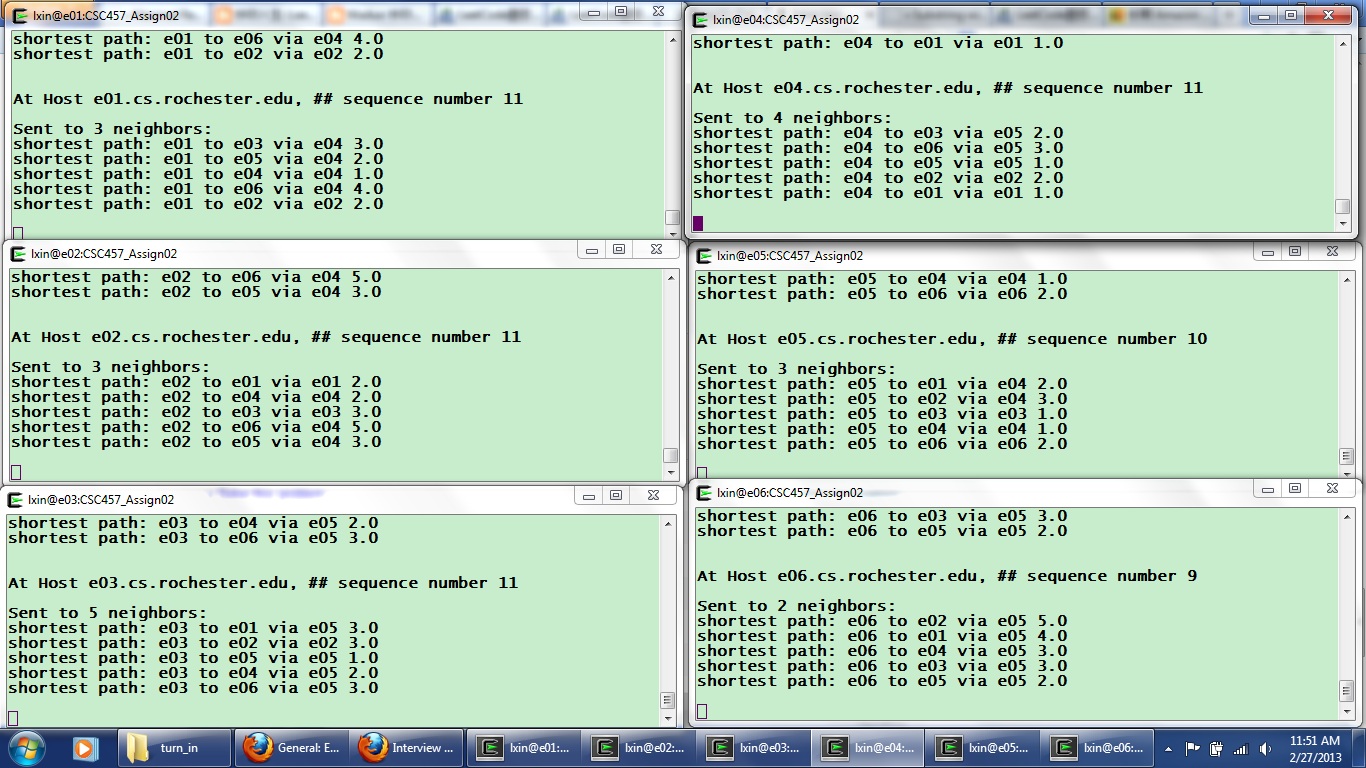 lxin@e01:CSC457_Assign02
shortest path: e01 to e06 via e04 4.0
shortest path: e01 to e02 via e02 2.0
At Host e01.cs.rochester.edu, ## sequence number 11
Sent to 3 neighbors:
shortest path: e01 to e03 via e04 3.0
shortest path: e01 to e05 via e04 2.0
shortest path: e01 to e04 via e04 1.0
shortest path: e01 to e06 via e04 4.0
shortest path: e01 to e02 via e02 2.0
lxin@e04:CSC457_Assign02
shortest path: e04 to e01 via e01 1.0
At Host e04.cs.rochester.edu, ## sequence number 11
Sent to 4 neighbors:
shortest path: e04 to e03 via e05 2.0
shortest path: e04 to e06 via e05 3.0
shortest path: e04 to e05 via e05 1.0
shortest path: e04 to e02 via e02 2.0
shortest path: e04 to e01 via e01 1.0
lxin@e02:CSC457_Assign02
shortest path: e02 to e06 via e04 5.0
shortest path: e02 to e05 via e04 3.0
At Host e02.cs.rochester.edu, ## sequence number 11
Sent to 3 neighbors:
shortest path: e02 to e01 via e01 2.0
shortest path: e02 to e04 via e04 2.0
shortest path: e02 to e03 via e03 3.0
shortest path: e02 to e06 via e04 5.0
shortest path: e02 to e05 via e04 3.0
lxin@e05:CSC457_Assign02
shortest path: e05 to e04 via e04 1.0
shortest path: e05 to e06 via e06 2.0
At Host e05.cs.rochester.edu, ## sequence number 10
Sent to 3 neighbors:
shortest path: e05 to e01 via e04 2.0
shortest path: e05 to e02 via e04 3.0
shortest path: e05 to e03 via e03 1.0
shortest path: e05 to e04 via e04 1.0
shortest path: e05 to e06 via e06 2.0
lxin@e03:CSC457_Assign02
shortest path: e03 to e04 via e05 2.0
shortest path: e03 to e06 via e05 3.0
At Host e03.cs.rochester.edu, ## sequence number 11
Sent to 5 neighbors:
shortest path: e03 to e01 via e05 3.0
shortest path: e03 to e02 via e02 3.0
shortest path: e03 to e05 via e05 1.0
shortest path: e03 to e04 via e05 2.0
shortest path: e03 to e06 via e05 3.0
lxin@e06:CSC457_Assign02
shortest path: e06 to e03 via e05 3.0
shortest path: e06 to e05 via e05 2.0
At Host e06.cs.rochester.edu, ## sequence number 9
Sent to 2 neighbors:
shortest path: e06 to e02 via e05 5.0
shortest path: e06 to e01 via e05 4.0
shortest path: e06 to e04 via e05 3.0
shortest path: e06 to e03 via e05 3.0
shortest path: e06 to e05 via e05 2.0
turn_in
General: E...
Interview ...
lxin@e01:...
lxin@e02:...
lxin@e03:...
lxin@e04:...
lxin@e05:...
lxin@e06:...
11:51 AM
2/27/2013